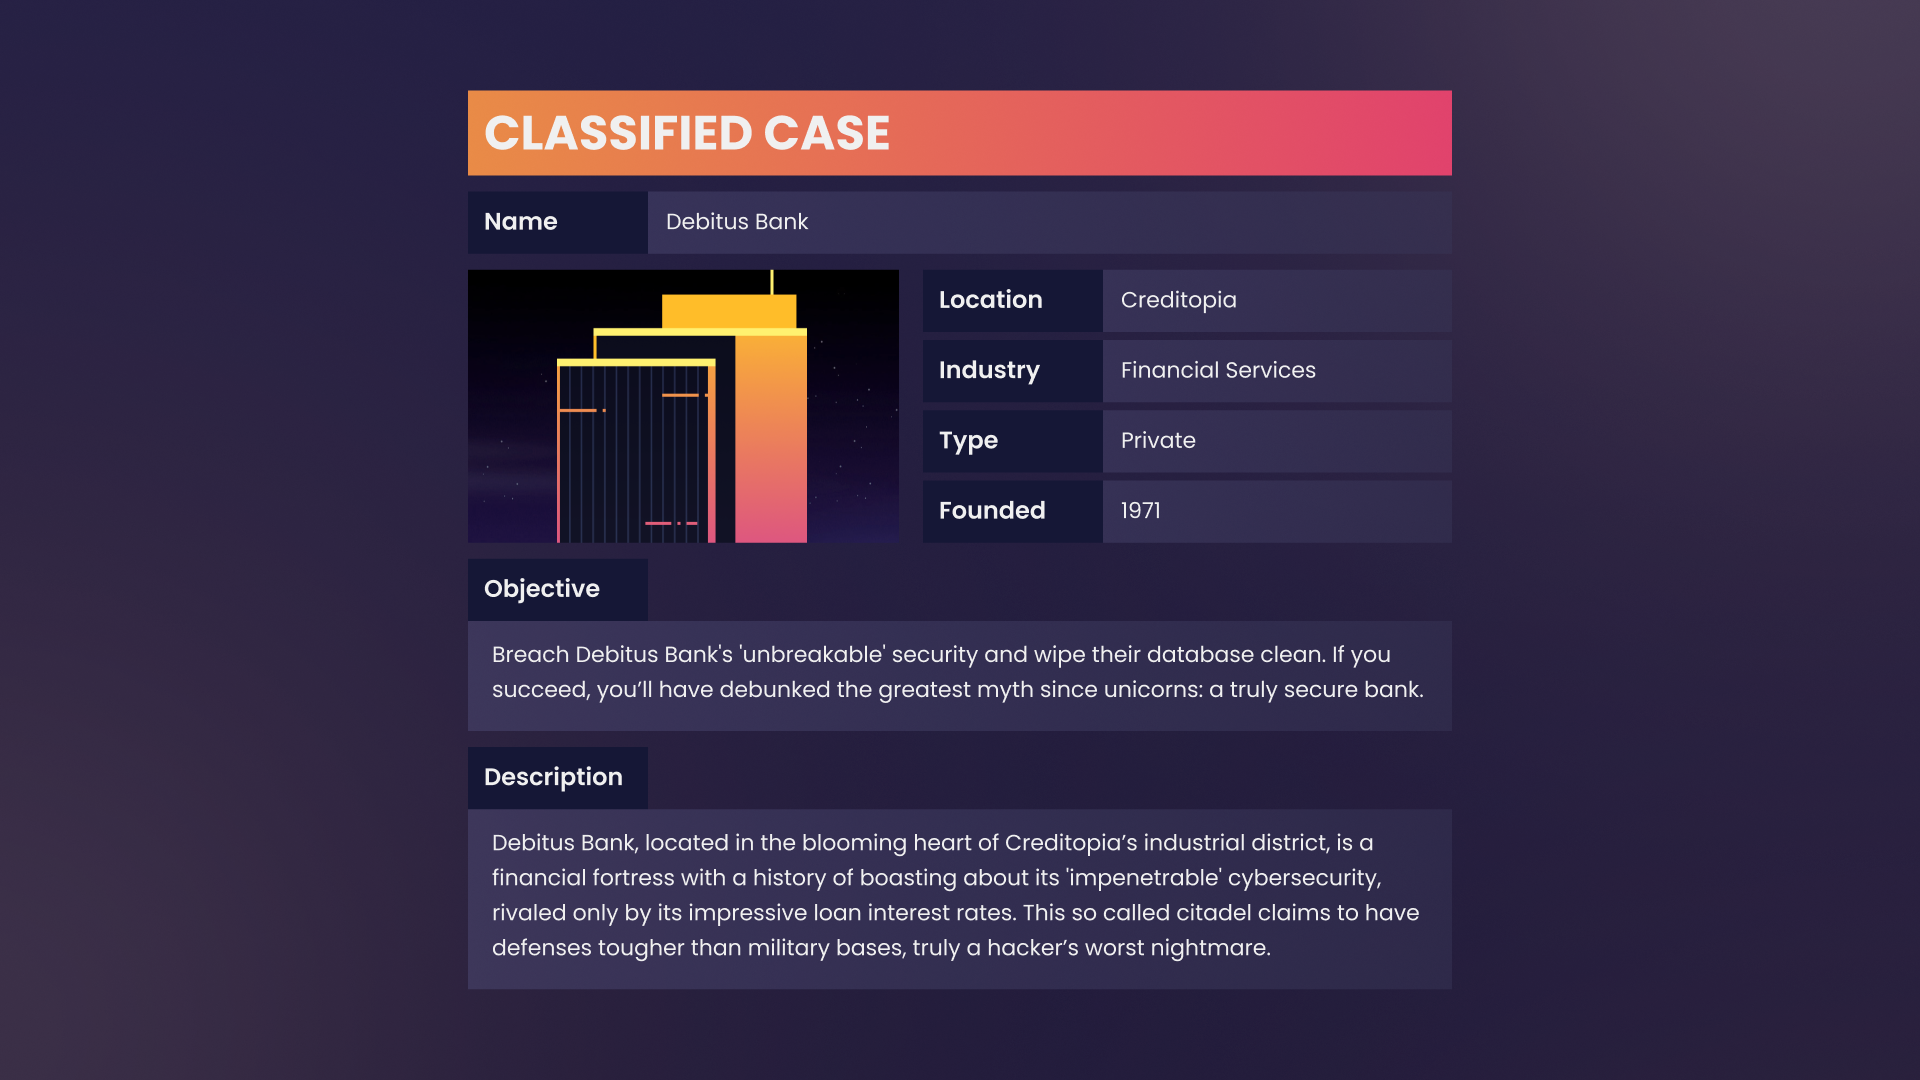 CLASSIFIED CASE
Name
Debitus Bank
Location
Creditopia
Industry
Financial Services
Type
Private
Founded
1971
Objective
Breach Debitus Bank's 'unbreakable' security and wipe their database clean. If you
succeed, you’ll have debunked the greatest myth since unicorns: a truly secure bank.
Description
Debitus Bank, located in the blooming heart of Creditopia’s industrial district, is a
financial fortress with a history of boasting about its 'impenetrable' cybersecurity,
rivaled only by its impressive loan interest rates. This so called citadel claims to have
defenses tougher than military bases, truly a hacker’s worst nightmare.